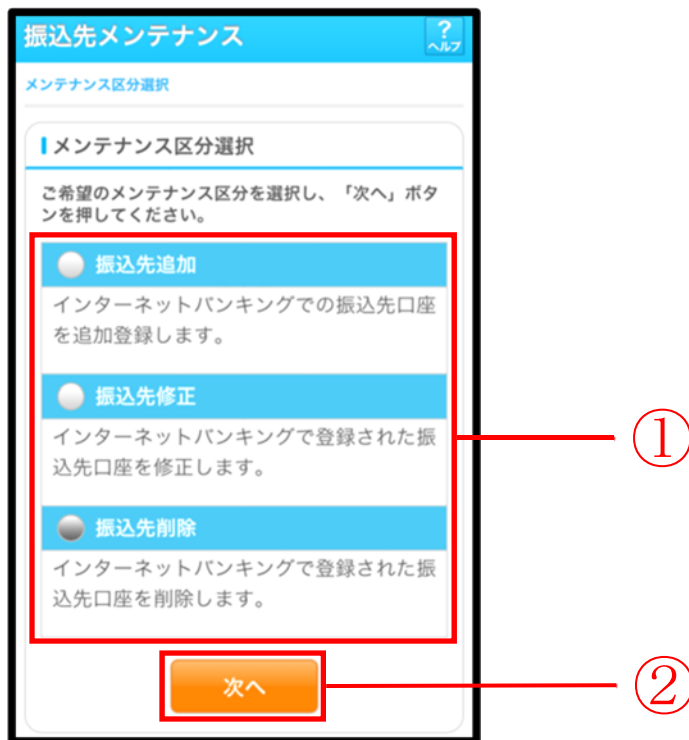 振込先メンテナンス
?
ヘルプ
メンテナンス区分選択
メンテナンス区分選択
ご希望のメンテナンス区分を選択し、「次へ」ボタ
ンを押してください。
振込先追加
インターネットバンキングでの振込先口座
を追加登録します。
振込先修正
インターネットバンキングで登録された振
込先口座を修正します。
①
振込先削除
インターネットバンキングで登録された振
込先口座を削除します。
次へ
②